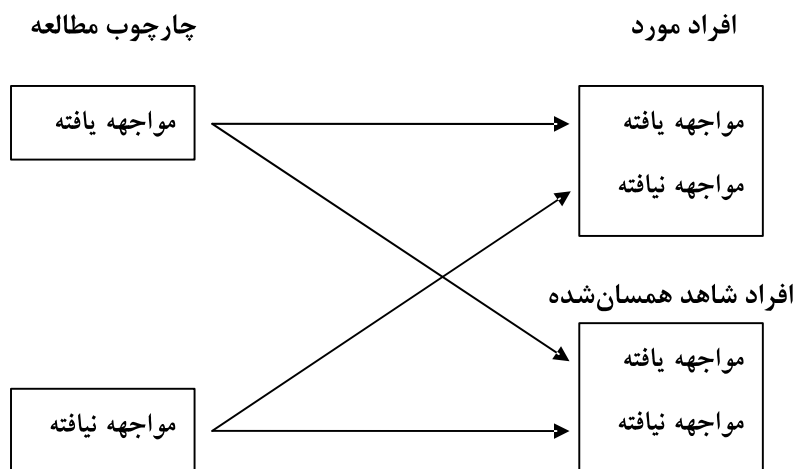 افراد مورد
چارچوب مطالعه
مواجهه یافته
مواجهه نیافته
مواجهه یافته
افراد شاهد همسان‌شده
مواجهه یافته
مواجهه نیافته
مواجهه نیافته